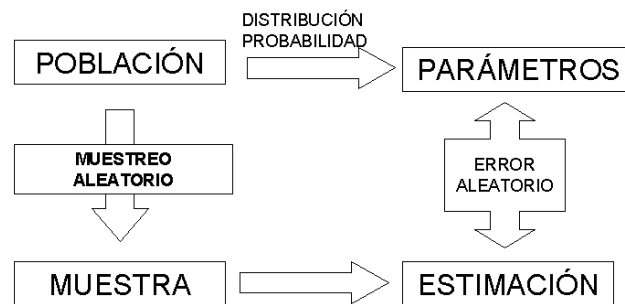 DISTRIBUCIÓN
PROBABILIDAD
POBLACIÓN
PARÁMETROS
MUESTREO
ALEATORIO
ERROR
ALEATORIO
MUESTRA
ESTIMACIÓN